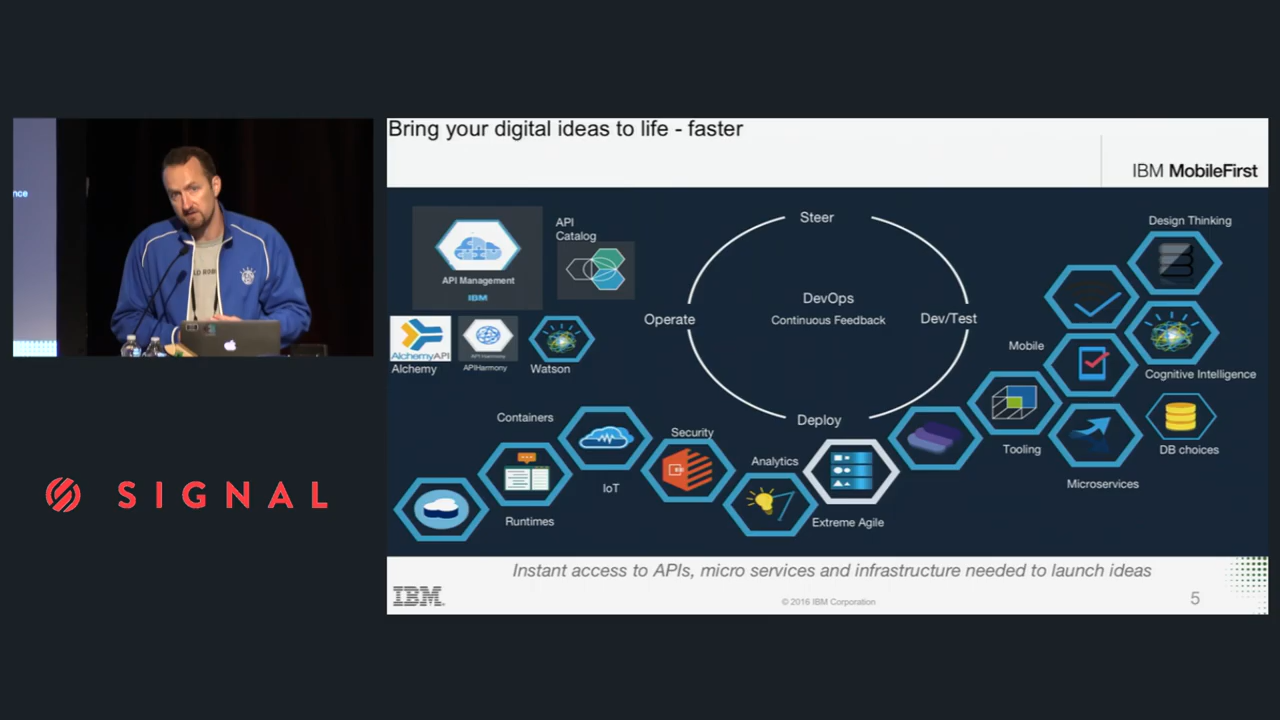 Bring your digital ideas to life - faster
IBM MobileFirst
nce
LD ROB
SIGNAL
API Management
IBM
API
Catalog
AlchemyAPI
Alchemy
APIHarmony
Watson
Steer
DevOps
Continuous Feedback
Operate
Dev/Test
Deploy
Design Thinking
Mobile
Cognitive Intelligence
Containers
Security
Analytics
Tooling
DB choices
IoT
Runtimes
Extreme Agile
Microservices
Instant access to APIs, micro services and infrastructure needed to launch ideas
IBM
© 2016 IBM Corporation
5